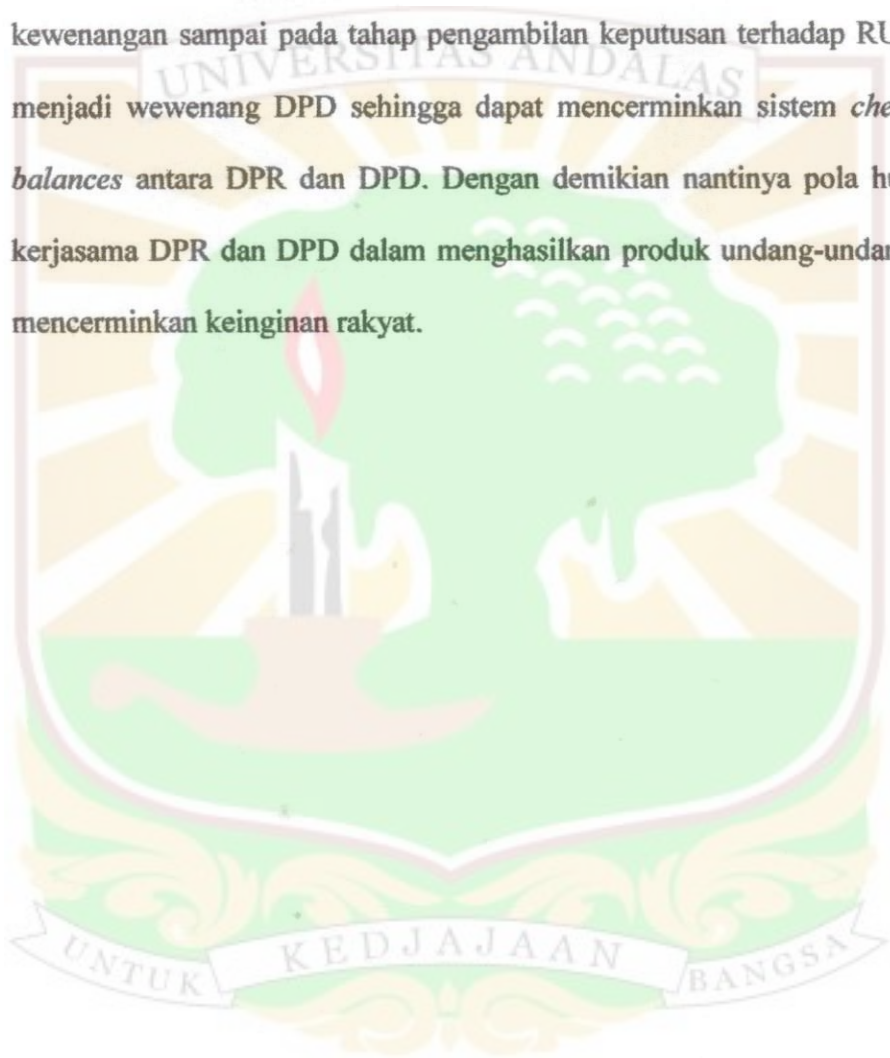 kewenangan sampai pada tahap pengambilan keputusan terhadap RU
UNIVERSITAS ANDALAS
menjadi wewenang DPD sehingga dapat mencerminkan sistem che
balances antara DPR dan DPD. Dengan demikian nantinya pola hu
kerjasama DPR dan DPD dalam menghasilkan produk undang-undan
mencerminkan keinginan rakyat.
UNTUK KEDJAJAAN BANGSA